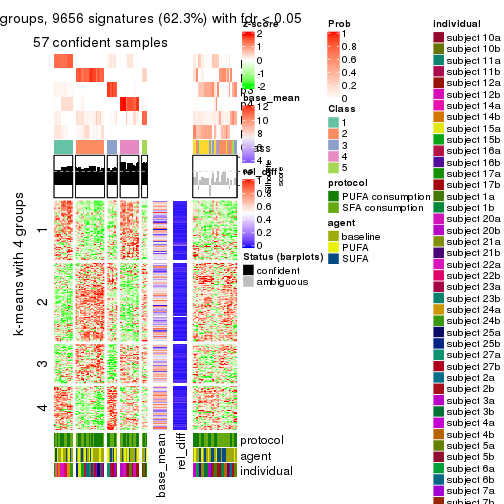 groups, 9656 signatures (62.3%) with fdr < 0.05
57 confident samples
k-means with 4 groups
1
2
3
4
base_mean
rel_diff
protocol
agent
individual
z-score
2
1
0
-1
-2
base_mean
12
10
8
6
4
rel_diff
1
0.8
0.6
0.4
0.2
0
silhouette
score
Status (barplots)
confident
ambiguous
Prob
1
0.8
0.6
0.4
0.2
0
Class
1
2
3
4
5
protocol
PUFA consumption
SFA consumption
agent
baseline
PUFA
SUFA
individual
subject 10a
subject 10b
subject 11a
subject 11b
subject 12a
subject 12b
subject 14a
subject 14b
subject 15a
subject 15b
subject 16a
subject 16b
subject 17a
subject 17b
subject 1a
subject 1b
subject 20a
subject 20b
subject 21a
subject 21b
subject 22a
subject 22b
subject 23a
subject 23b
subject 24a
subject 24b
subject 25a
subject 25b
subject 27a
subject 27b
subject 2a
subject 2b
subject 3a
subject 3b
subject 4a
subject 4b
subject 5a
subject 5b
subject 6a
subject 6b
subject 7a
subject 7b